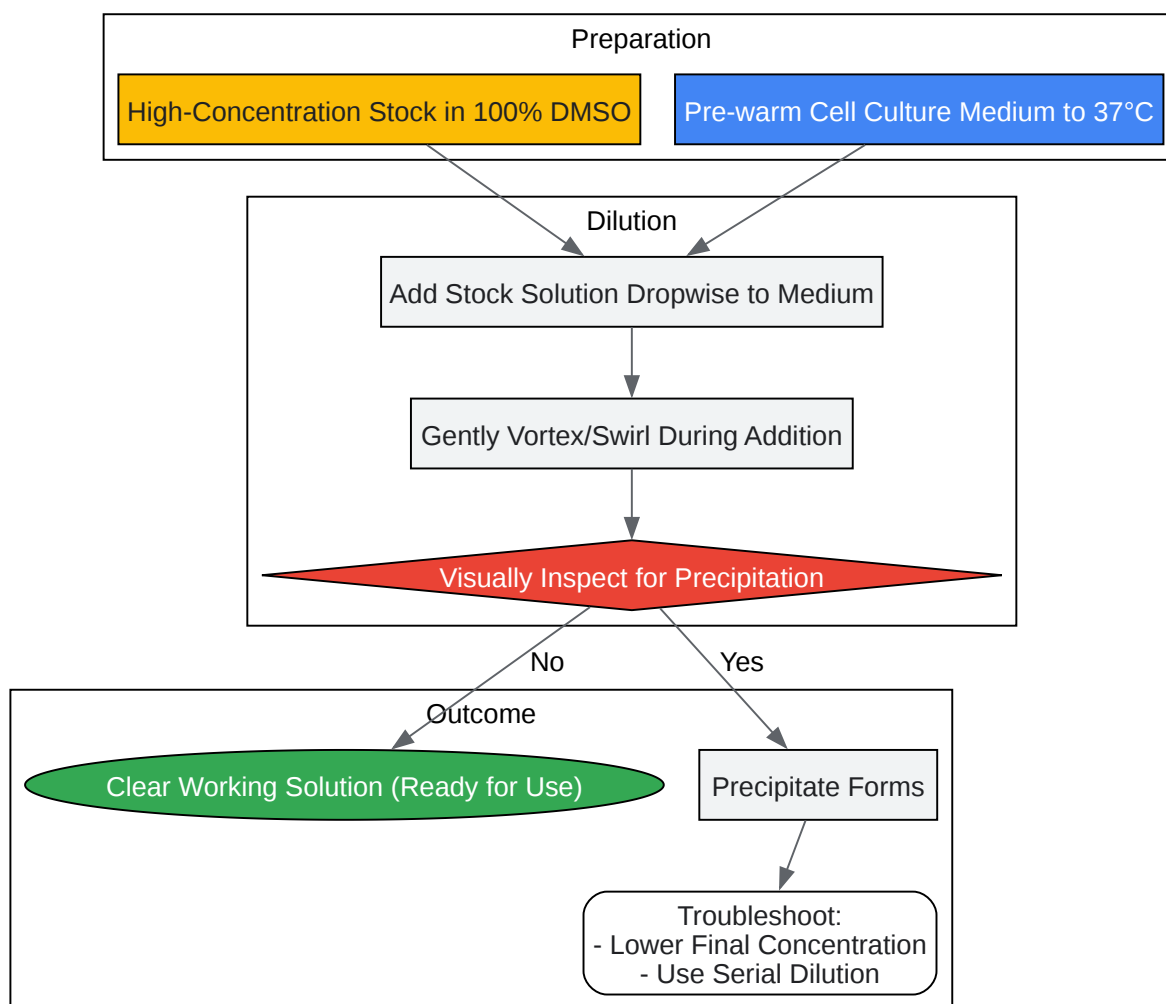 Preparation
High-Concentration Stock in 100% DMSO
Pre-warm Cell Culture Medium to 37°C
Dilution
Add Stock Solution Dropwise to Medium
Gently Vortex/Swirl During Addition
Visually Inspect for Precipitation
No
Yes
Outcome
Clear Working Solution (Ready for Use)
Precipitate Forms
Troubleshoot:
- Lower Final Concentration
- Use Serial Dilution